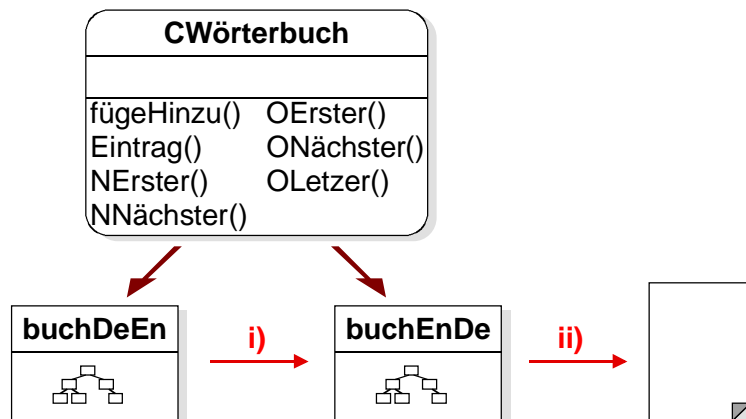 CWörterbuch
fügeHinzu() OErster()
Eintrag() ONächster()
NErster() OLetzer()
NNächster()
buchDeEn i) buchEnDe ii)